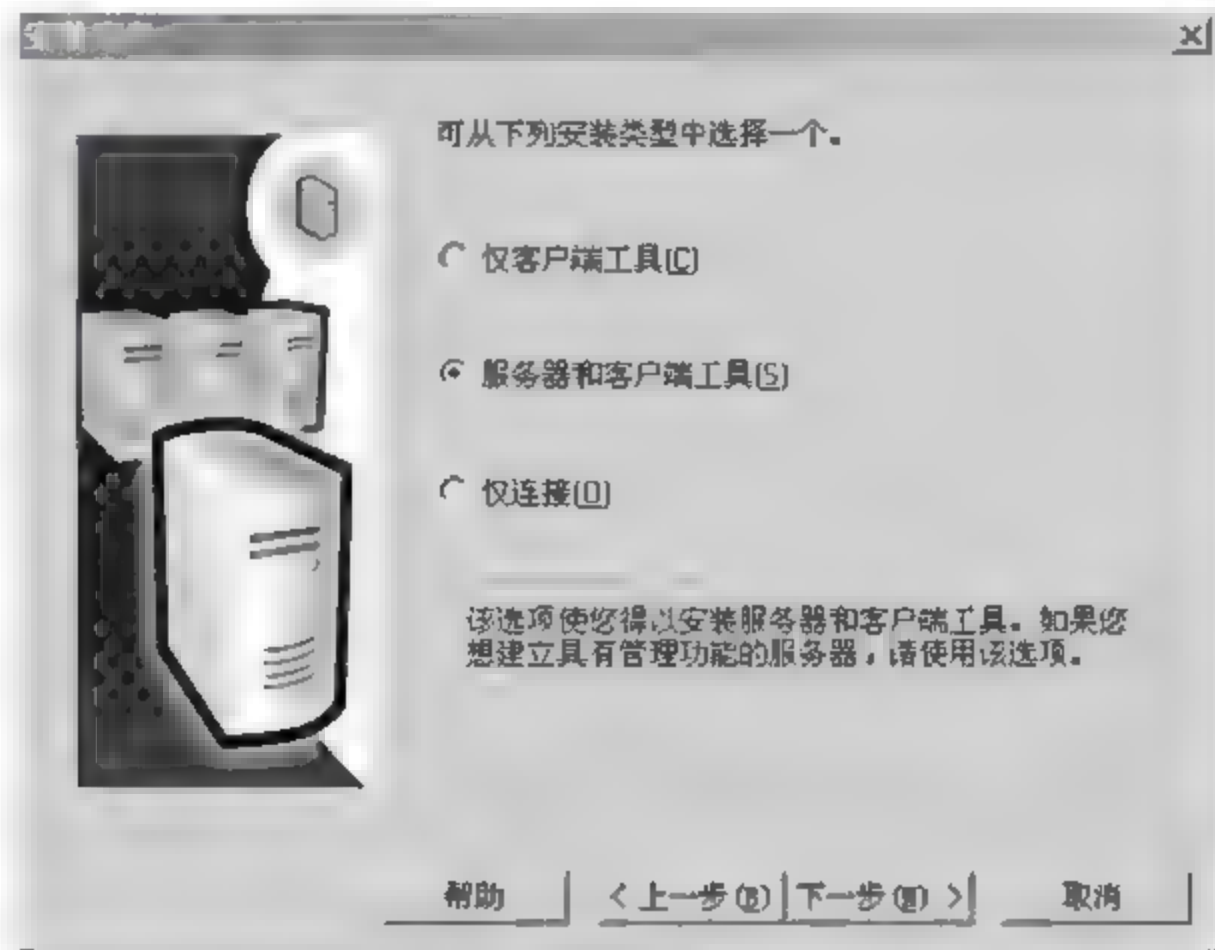 可从下列安装类型中选择一个。
仅客户端工具(C)
服务器和客户端工具(S)
仅连接(O)
该选项使您得以安装服务器和客户端工具。如果您
想建立具有管理功能的服务器，请使用该选项。
帮助
< 上一步(B)
下一步(N) >
取消